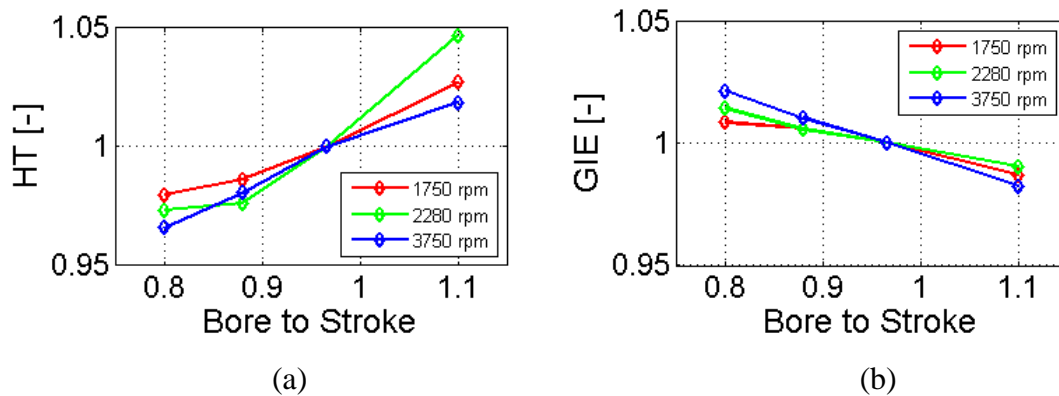 1.05
HT [-]
1
0.95
1750 rpm
2280 rpm
3750 rpm
0.8 0.9 1 1.1
Bore to Stroke
(a)
1.05
GIE [-]
1
0.95
1750 rpm
2280 rpm
3750 rpm
0.8 0.9 1 1.1
Bore to Stroke
(b)